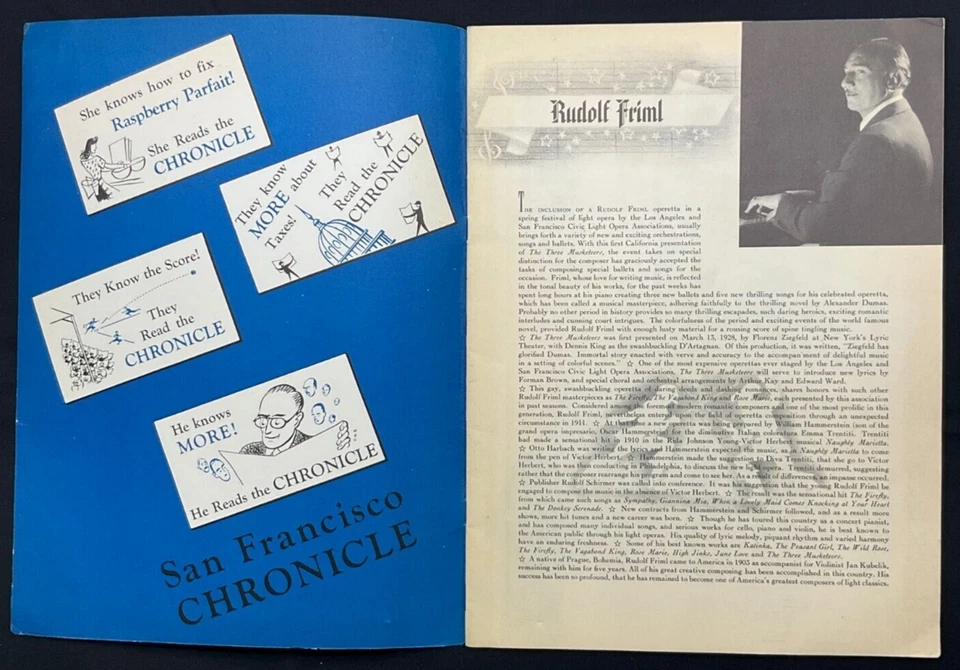 She knows how to fix
Raspberry Parfait!
She Reads the
CHRONICLE
They know
MORE about
Taxes!
They
Read the
CHRONICLE
They Know the Score!
They
Read the
CHRONICLE
He knows
MORE!
He Reads the CHRONICLE
San Francisco
CHRONICLE
Rudolf Friml
THE INCLUSION OF A RUDOLF FRIML operetta in a
spring festival of light opera by the Los Angeles and
San Francisco Civic Light Opera Associations, usually
brings forth a variety of new and exciting orchestrations,
songs and ballets. With this first California presentation
of The Three Musketeers, the event takes on special
distinction for the composer has graciously accepted the
tasks of composing special ballets and songs for the
occasion. Friml, whose love for writing music, is reflected
in the tonal beauty of his works, for the past weeks has
spent long hours at his piano creating three new ballets and five new thrilling songs for his celebrated operetta,
which has been called a musical masterpiece, adhering faithfully to the thrilling novel by Alexander Dumas.
Probably no other period in history provides so many thrilling escapades, such daring heroics, exciting romantic
interludes and cunning court intrigues. The colorfulness of the period and exciting events of the world famous
novel, provided Rudolf Friml with enough lusty material for a rousing score of spine tingling music.
☆ The Three Musketeers was first presented on March 13, 1928, by Florenz Ziegfeld at New York's Lyric
Theater, with Dennis King as the swashbuckling D'Artagnan. Of this production, it was written, "Ziegfeld has
glorified Dumas. Immortal story enacted with verve and accuracy to the accompaniment of delightful music
in a setting of colorful scenes." ☆ One of the most expensive operettas ever staged by the Los Angeles and
San Francisco Civic Light Opera Associations, The Three Musketeers will serve to introduce new lyrics by
Forman Brown, and special choral and orchestral arrangements by Arthur Kay and Edward Ward.
☆ This gay, swashbuckling operetta of daring deeds and dashing romances, shares honors with such other
Rudolf Friml masterpieces as The Firefly, The Vagabond King and Rose Marie, each presented by this association
in past seasons. Considered among the foremost modern romantic composers and one of the most prolific in this
generation, Rudolf Friml, nevertheless entered upon the field of operetta composition through an unexpected
circumstance in 1911. ☆ At that time a new operetta was being prepared by William Hammerstein (son of the
grand opera impresario, Oscar Hammerstein) for the diminutive Italian coloratura Emma Trentiti. Trentiti
had made a sensational hit in 1910 in the Rida Johnson Young-Victor Herbert musical Naughty Marietta.
☆ Otto Harbach was writing the lyrics and Hammerstein expected the music, as in Naughty Marietta to come
from the pen of Victor Herbert. ☆ Hammerstein made the suggestion to Diva Trentiti, that she go to Victor
Herbert, who was then conducting in Philadelphia, to discuss the new light opera. Trentiti demurred, suggesting
rather that the composer rearrange his program and come to see her. As a result of differences, an impasse occurred.
☆ Publisher Rudolf Schirmer was called into conference. It was his suggestion that the young Rudolf Friml be
engaged to compose the music in the absence of Victor Herbert. ☆ The result was the sensational hit The Firefly,
from which came such songs as Sympathy, Giannina Mia, When a Lovely Maid Comes Knocking at Your Heart
and The Donkey Serenade. ☆ New contracts from Hammerstein and Schirmer followed, and as a result more
shows, more hit tunes and a new career was born. ☆ Though he has toured this country as a concert pianist,
and has composed many individual songs, and serious works for cello, piano and violin, he is best known to
the American public through his light operas. His quality of lyric melody, piquant rhythm and varied harmony
have an enduring freshness. ☆ Some of his best known works are Katinka, The Peasant Girl, The Wild Rose,
The Firefly, The Vagabond King, Rose Marie, High Jinks, June Love and The Three Musketeers.
☆ A native of Prague, Bohemia, Rudolf Friml came to America in 1905 as accompanist for Violinist Jan Kubelik,
remaining with him for five years. All of his great creative composing has been accomplished in this country. His
success has been so profound, that he has remained to become one of America's greatest composers of light classics.